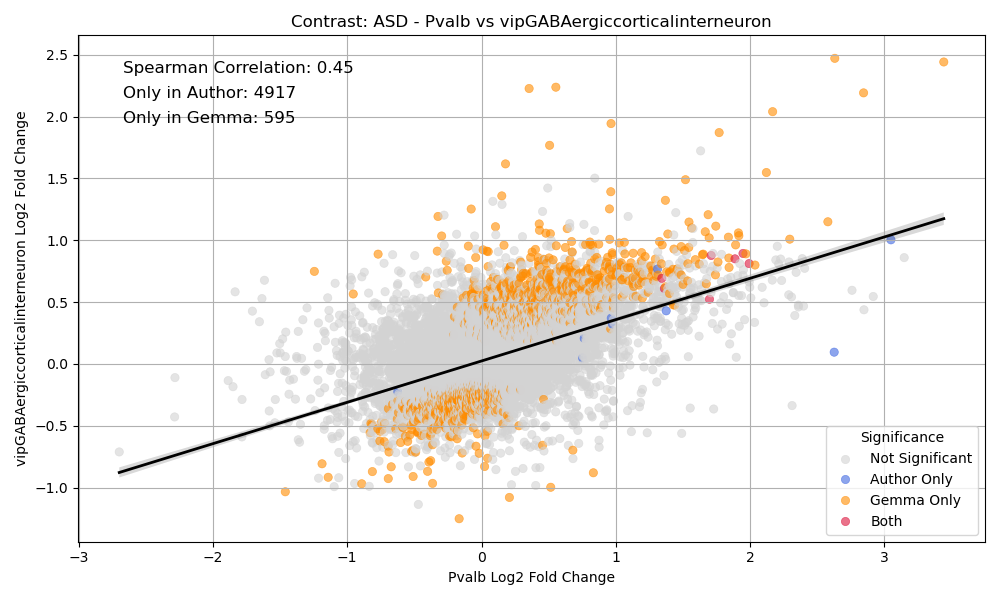 Contrast: ASD - Pvalb vs vipGABAergiccorticalinterneuron
Spearman Correlation: 0.45
Only in Author: 4917
Only in Gemma: 595
vipGABAergiccorticalinterneuron Log2 Fold Change
2.5
2.0
1.5
1.0
0.5
0.0
−0.5
−1.0
Significance
Not Significant
Author Only
Gemma Only
Both
−3
−2
−1
0
1
2
3
Pvalb Log2 Fold Change